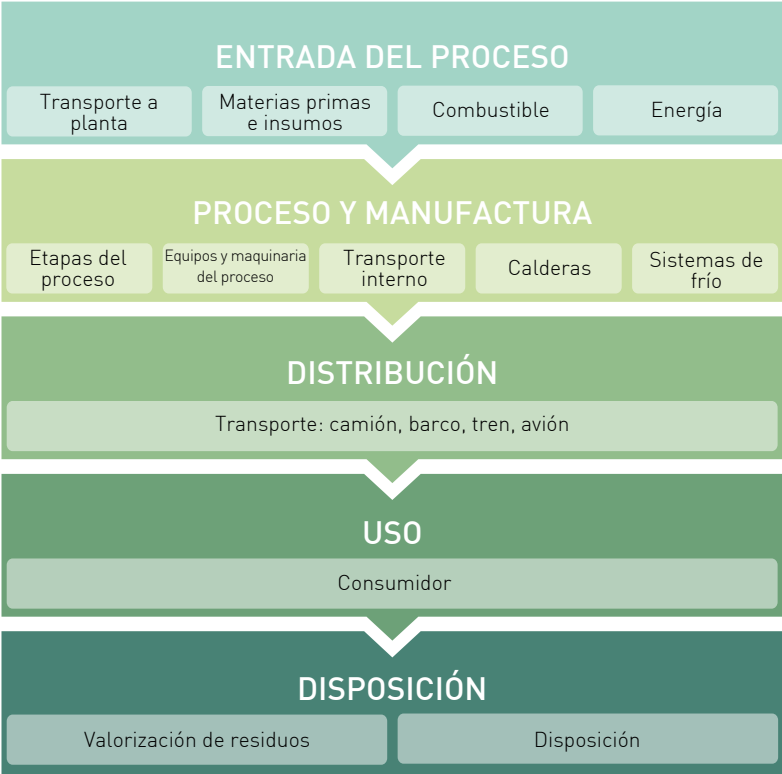 ENTRADA DEL PROCESO
Transporte a
planta
Materias primas
e insumos
Combustible
Energía
PROCESO Y MANUFACTURA
Etapas del
proceso
Equipos y maquinaria
del proceso
Transporte
interno
Calderas
Sistemas de
frío
DISTRIBUCIÓN
Transporte: camión, barco, tren, avión
USO
Consumidor
DISPOSICIÓN
Valorización de residuos
Disposición